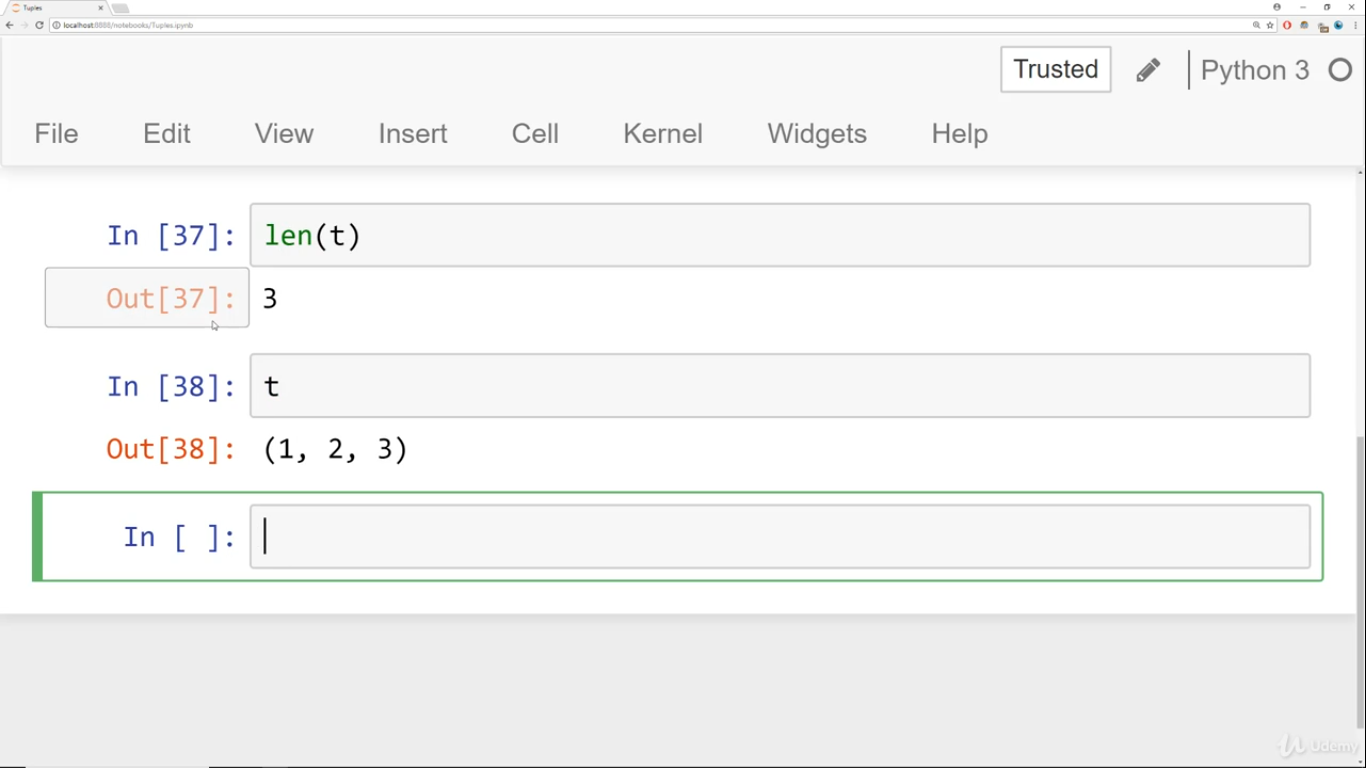 Tuples
localhost:8888/notebooks/Tuples.ipynb
Trusted
Python 3
File Edit View Insert Cell Kernel Widgets Help
In [37]: len(t)
Out[37]: 3
In [38]: t
Out[38]: (1, 2, 3)
In [ ]:
Udemy